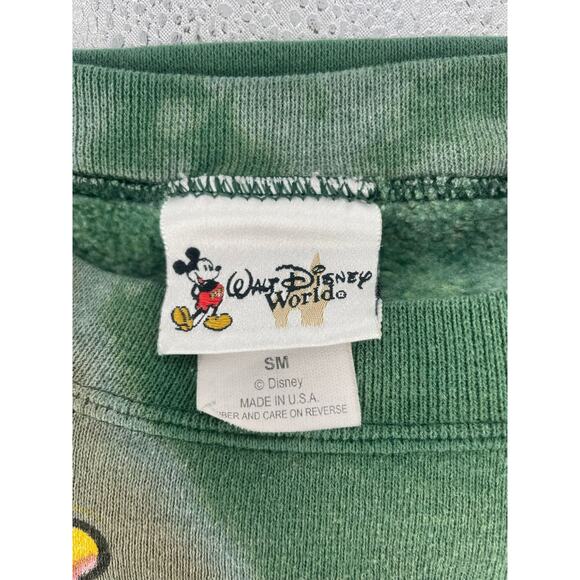 Walt Disney
World®
SM
© Disney
MADE IN U.S.A.
BER AND CARE ON REVERSE